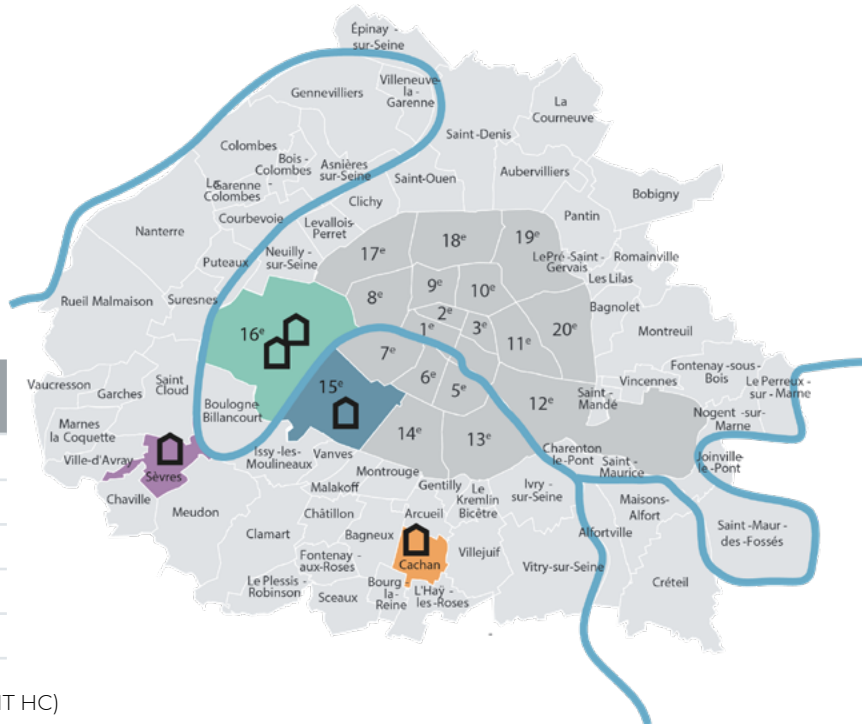 Épinay -
sur-Seine
Villeneuve-
la -
Garenne
Gennevilliers
La
Courneuve
Saint-Denis
Colombes
Bois -
Colombes
Asnières
sur-Seine
Aubervilliers
Saint-Ouen
La
Garenne -
Colombes
Bobigny
Clichy
Courbevoie
Levallois-
Perret
Pantin
Nanterre
17e
18e
19e
Neuilly -
sur-Seine
Puteaux
LePré -Saint -
Gervais
Romainville
Les Lilas
8e
9e
10e
Rueil Malmaison
Suresnes
Bagnolet
2e
1e
3e
11e
20e
Montreuil
16e
7e
Vaucresson
Garches
Saint
Cloud
15e
6e
5e
Fontenay -sous -
Bois
Vincennes
Le Perreux -
sur - Marne
Saint -
Mandé
12e
Boulogne
Billancourt
Nogent -sur-
Marne
Marnes
la Coquette
14e
13e
Ville-d'Avray
Issy -les-
Moulineaux
Vanves
Charenton
le-Pont
Saint -
Maurice
Joinville
-le-Pont
Sèvres
Montrouge
Malakoff
Gentilly
Le
Kremlin
Bicêtre
Ivry -
sur-Seine
Chaville
Meudon
Châtillon
Arcueil
Maisons-
Alfort
Clamart
Bagneux
Alfortville
Saint -Maur -
des -Fossés
Villejuif
Fontenay -
aux-Roses
Cachan
Vitry-sur-Seine
Le Plessis -
Robinson
Bourg -
la-
Reine
L'Haÿ -
les -Roses
Sceaux
Créteil
IT HC)